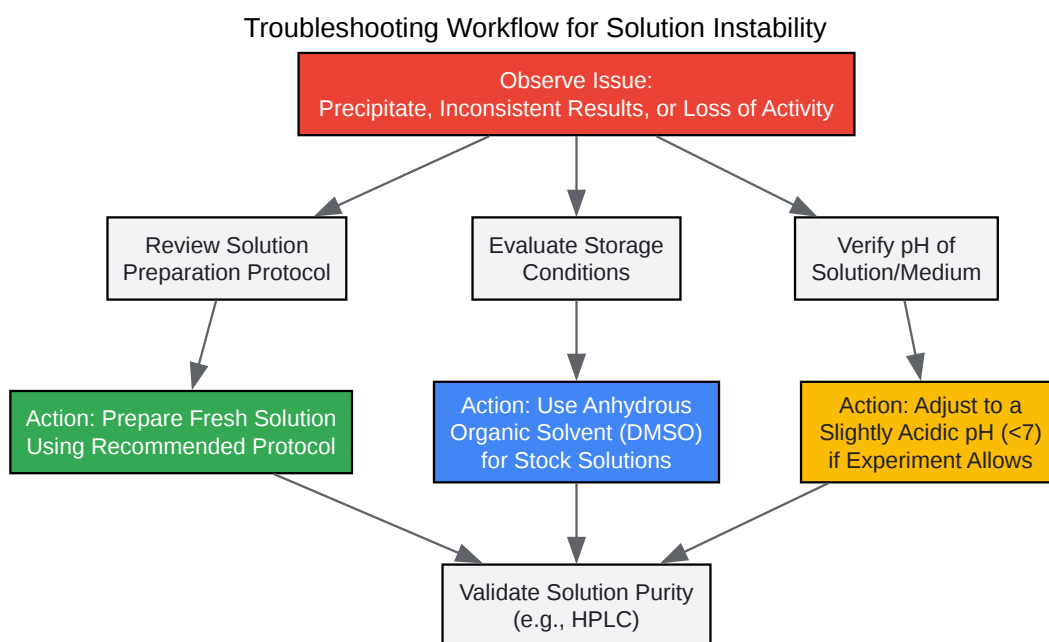 Troubleshooting Workflow for Solution Instability
Observe Issue:
Precipitate, Inconsistent Results, or Loss of Activity
Review Solution
Preparation Protocol
Evaluate Storage
Conditions
Verify pH of
Solution/Medium
Action: Prepare Fresh Solution
Using Recommended Protocol
Action: Use Anhydrous
Organic Solvent (DMSO)
for Stock Solutions
Action: Adjust to a
Slightly Acidic pH (<7)
if Experiment Allows
Validate Solution Purity
(e.g., HPLC)